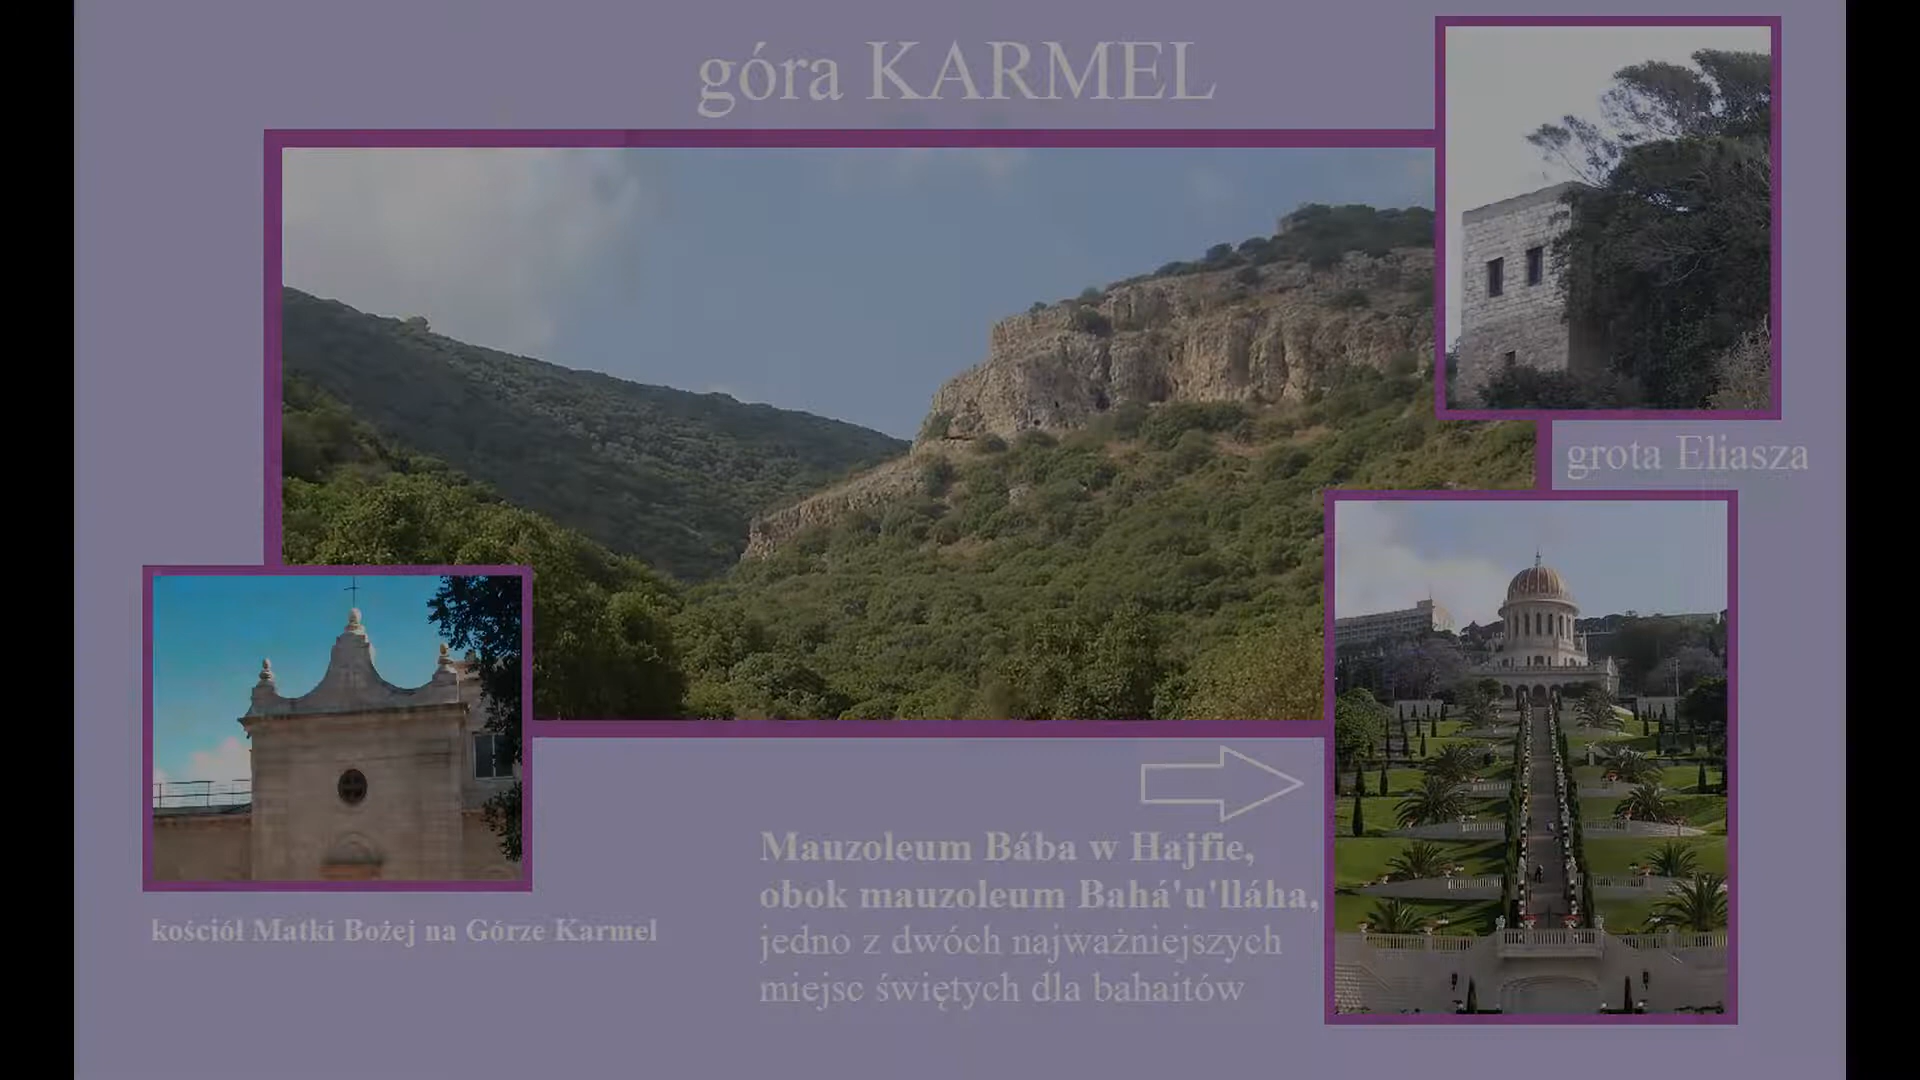 góra KARMEL
grota Eliasza
Mauzoleum Bába w Hajfie,
obok mauzoleum Bahá'u'lláha,
jedno z dwóch najważniejszych
miejsc świętych dla bahaitów
kościół Matki Bożej na Górze Karmel